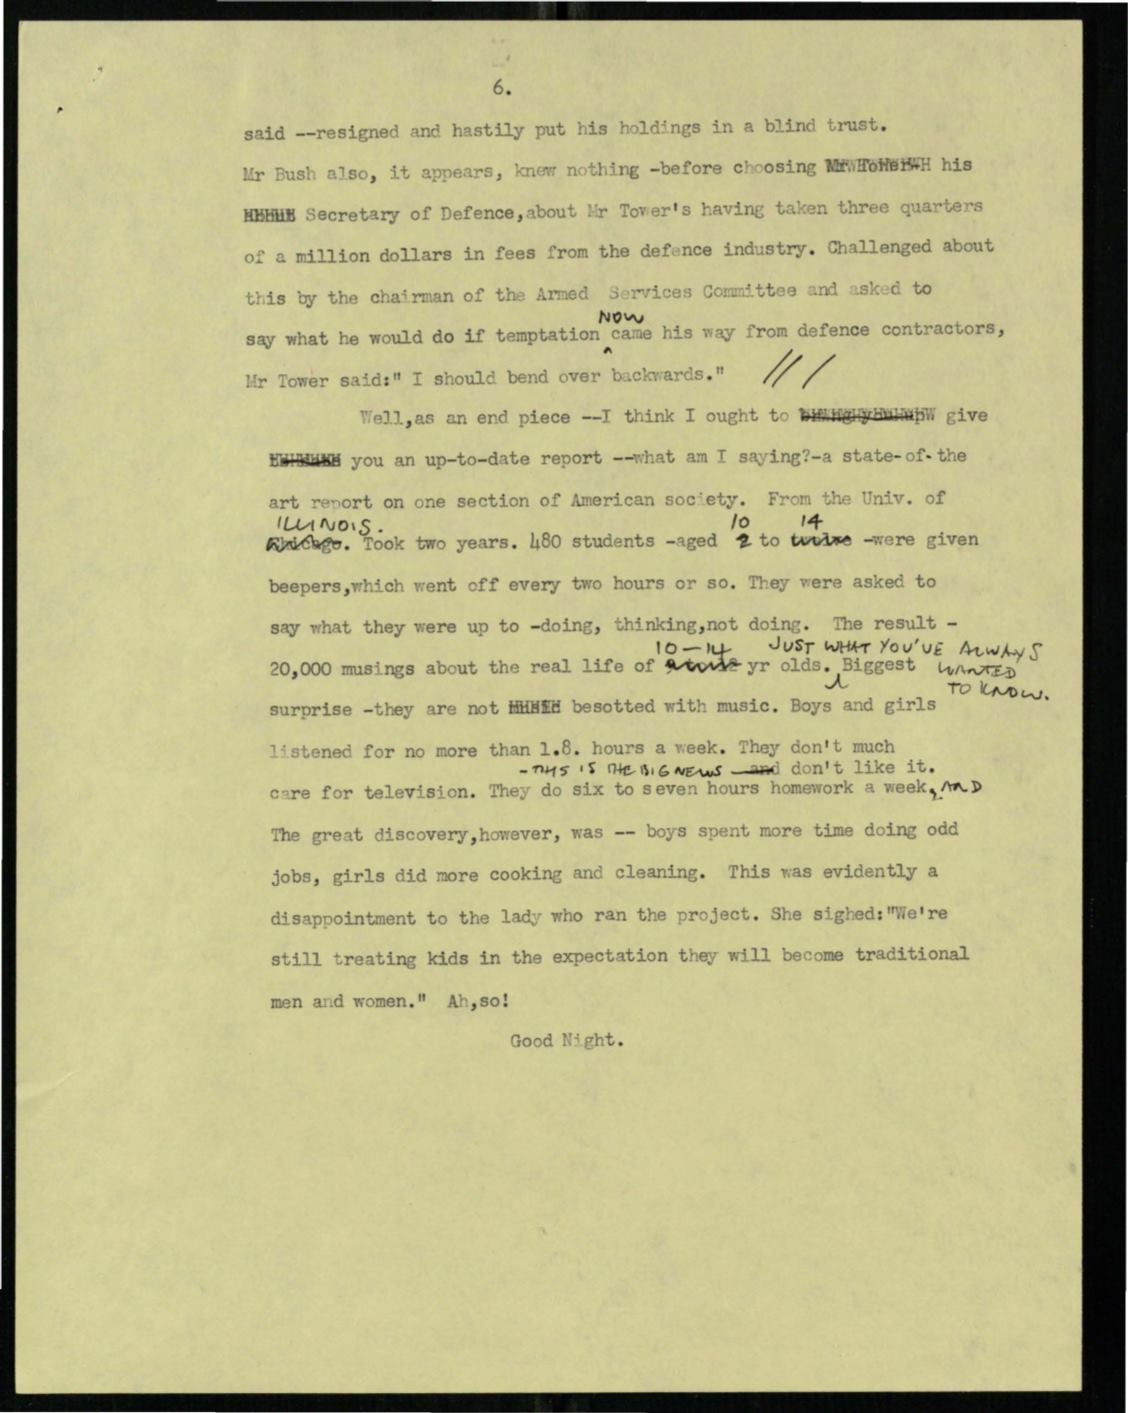 6.
said --resigned and hastily put his holdings in a blind trust.
Mr Bush also, it appears, knew nothing -before choosing Mr Tower his
Secretary of Defence,about Mr Tower's having taken three quarters
of a million dollars in fees from the defence industry. Challenged about
this by the chairman of the Armed Services Committee and asked to
NOW
say what he would do if temptation came his way from defence contractors,
Mr Tower said:" I should bend over backwards." ///
Well,as an end piece --I think I ought to give
you an up-to-date report --what am I saying?-a state-of-the
art report on one section of American society. From the Univ. of
ILLINOIS. 10 14
Chicago. Took two years. 480 students -aged 2 to twelve -were given
beepers,which went off every two hours or so. They were asked to
say what they were up to -doing, thinking,not doing. The result -
10-14 JUST WHAT YOU'VE ALWAYS
20,000 musings about the real life of yr olds. Biggest WANTED
TO KNOW.
surprise -they are not besotted with music. Boys and girls
listened for no more than 1.8. hours a week. They don't much
-THIS IS THE BIG NEWS and don't like it.
care for television. They do six to seven hours homework a week, AND
The great discovery,however, was -- boys spent more time doing odd
jobs, girls did more cooking and cleaning. This was evidently a
disappointment to the lady who ran the project. She sighed:"We're
still treating kids in the expectation they will become traditional
men and women." Ah,so!
Good Night.